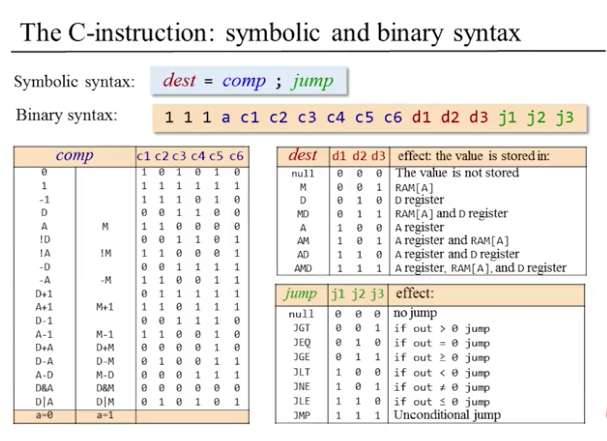 The C-instruction: symbolic and binary syntax
Symbolic syntax: dest = comp ; jump
Binary syntax: 1 1 1 a c1 c2 c3 c4 c5 c6 d1 d2 d3 j1 j2 j3
comp c1 c2 c3 c4 c5 c6
0 1 0 1 0 1 0
1 1 1 1 1 1 1
-1 1 1 1 0 1 0
D 0 0 1 1 0 0
A M 1 1 0 0 0 0
!D 0 0 1 1 0 1
!A !M 1 1 0 0 0 1
-D 0 0 1 1 1 1
-A -M 1 1 0 0 1 1
D+1 0 1 1 1 1 1
A+1 M+1 1 1 0 1 1 1
D-1 0 0 1 1 1 0
A-1 M-1 1 1 0 0 1 0
D+A D+M 0 0 0 0 1 0
D-A D-M 0 1 0 0 1 1
A-D M-D 0 0 0 1 1 1
D&A D&M 0 0 0 0 0 0
D|A D|M 0 1 0 1 0 1
a=0 a=1
dest d1 d2 d3 effect: the value is stored in:
null 0 0 0 The value is not stored
M 0 0 1 RAM[A]
D 0 1 0 D register
MD 0 1 1 RAM[A] and D register
A 1 0 0 A register
AM 1 0 1 A register and RAM[A]
AD 1 1 0 A register and D register
AMD 1 1 1 A register, RAM[A], and D register
jump j1 j2 j3 effect:
null 0 0 0 no jump
JGT 0 0 1 if out > 0 jump
JEQ 0 1 0 if out = 0 jump
JGE 0 1 1 if out ≥ 0 jump
JLT 1 0 0 if out < 0 jump
JNE 1 0 1 if out ≠ 0 jump
JLE 1 1 0 if out ≤ 0 jump
JMP 1 1 1 Unconditional jump